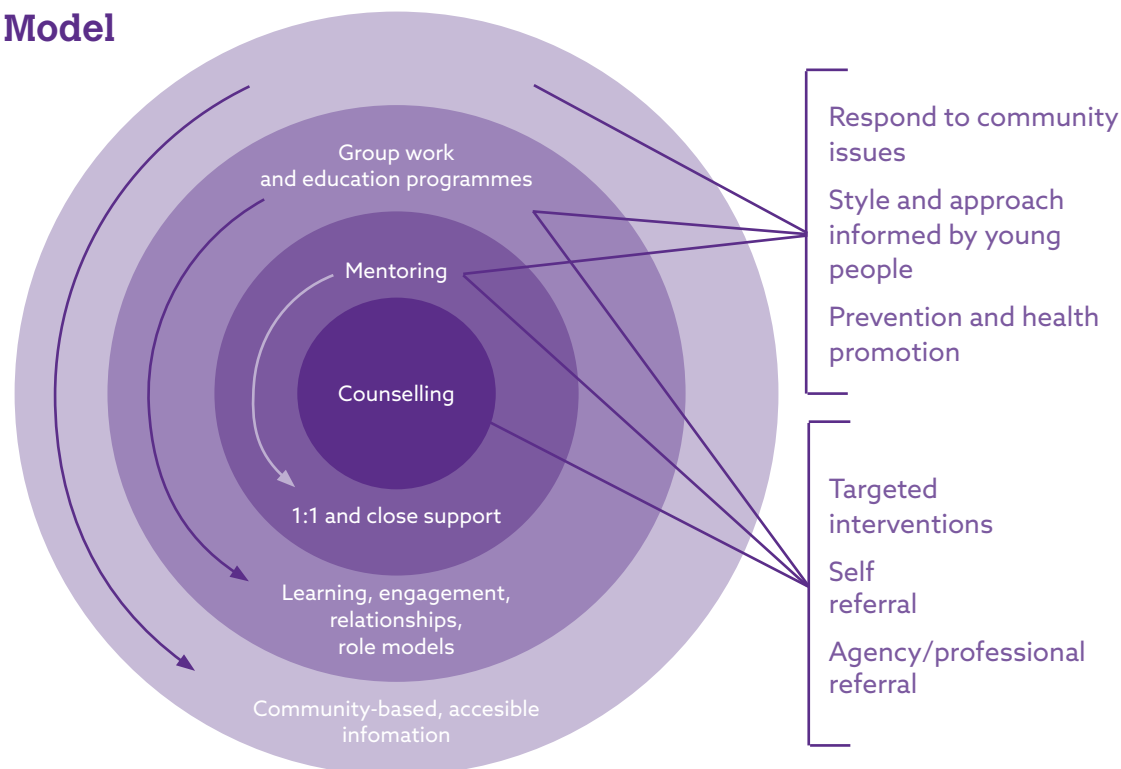 Model
Group work
and education programmes
Mentoring
Counselling
1:1 and close support
Learning, engagement,
relationships,
role models
Community-based, accesible
infomation
Respond to community
issues
Style and approach
informed by young
people
Prevention and health
promotion
Targeted
interventions
Self
referral
Agency/professional
referral